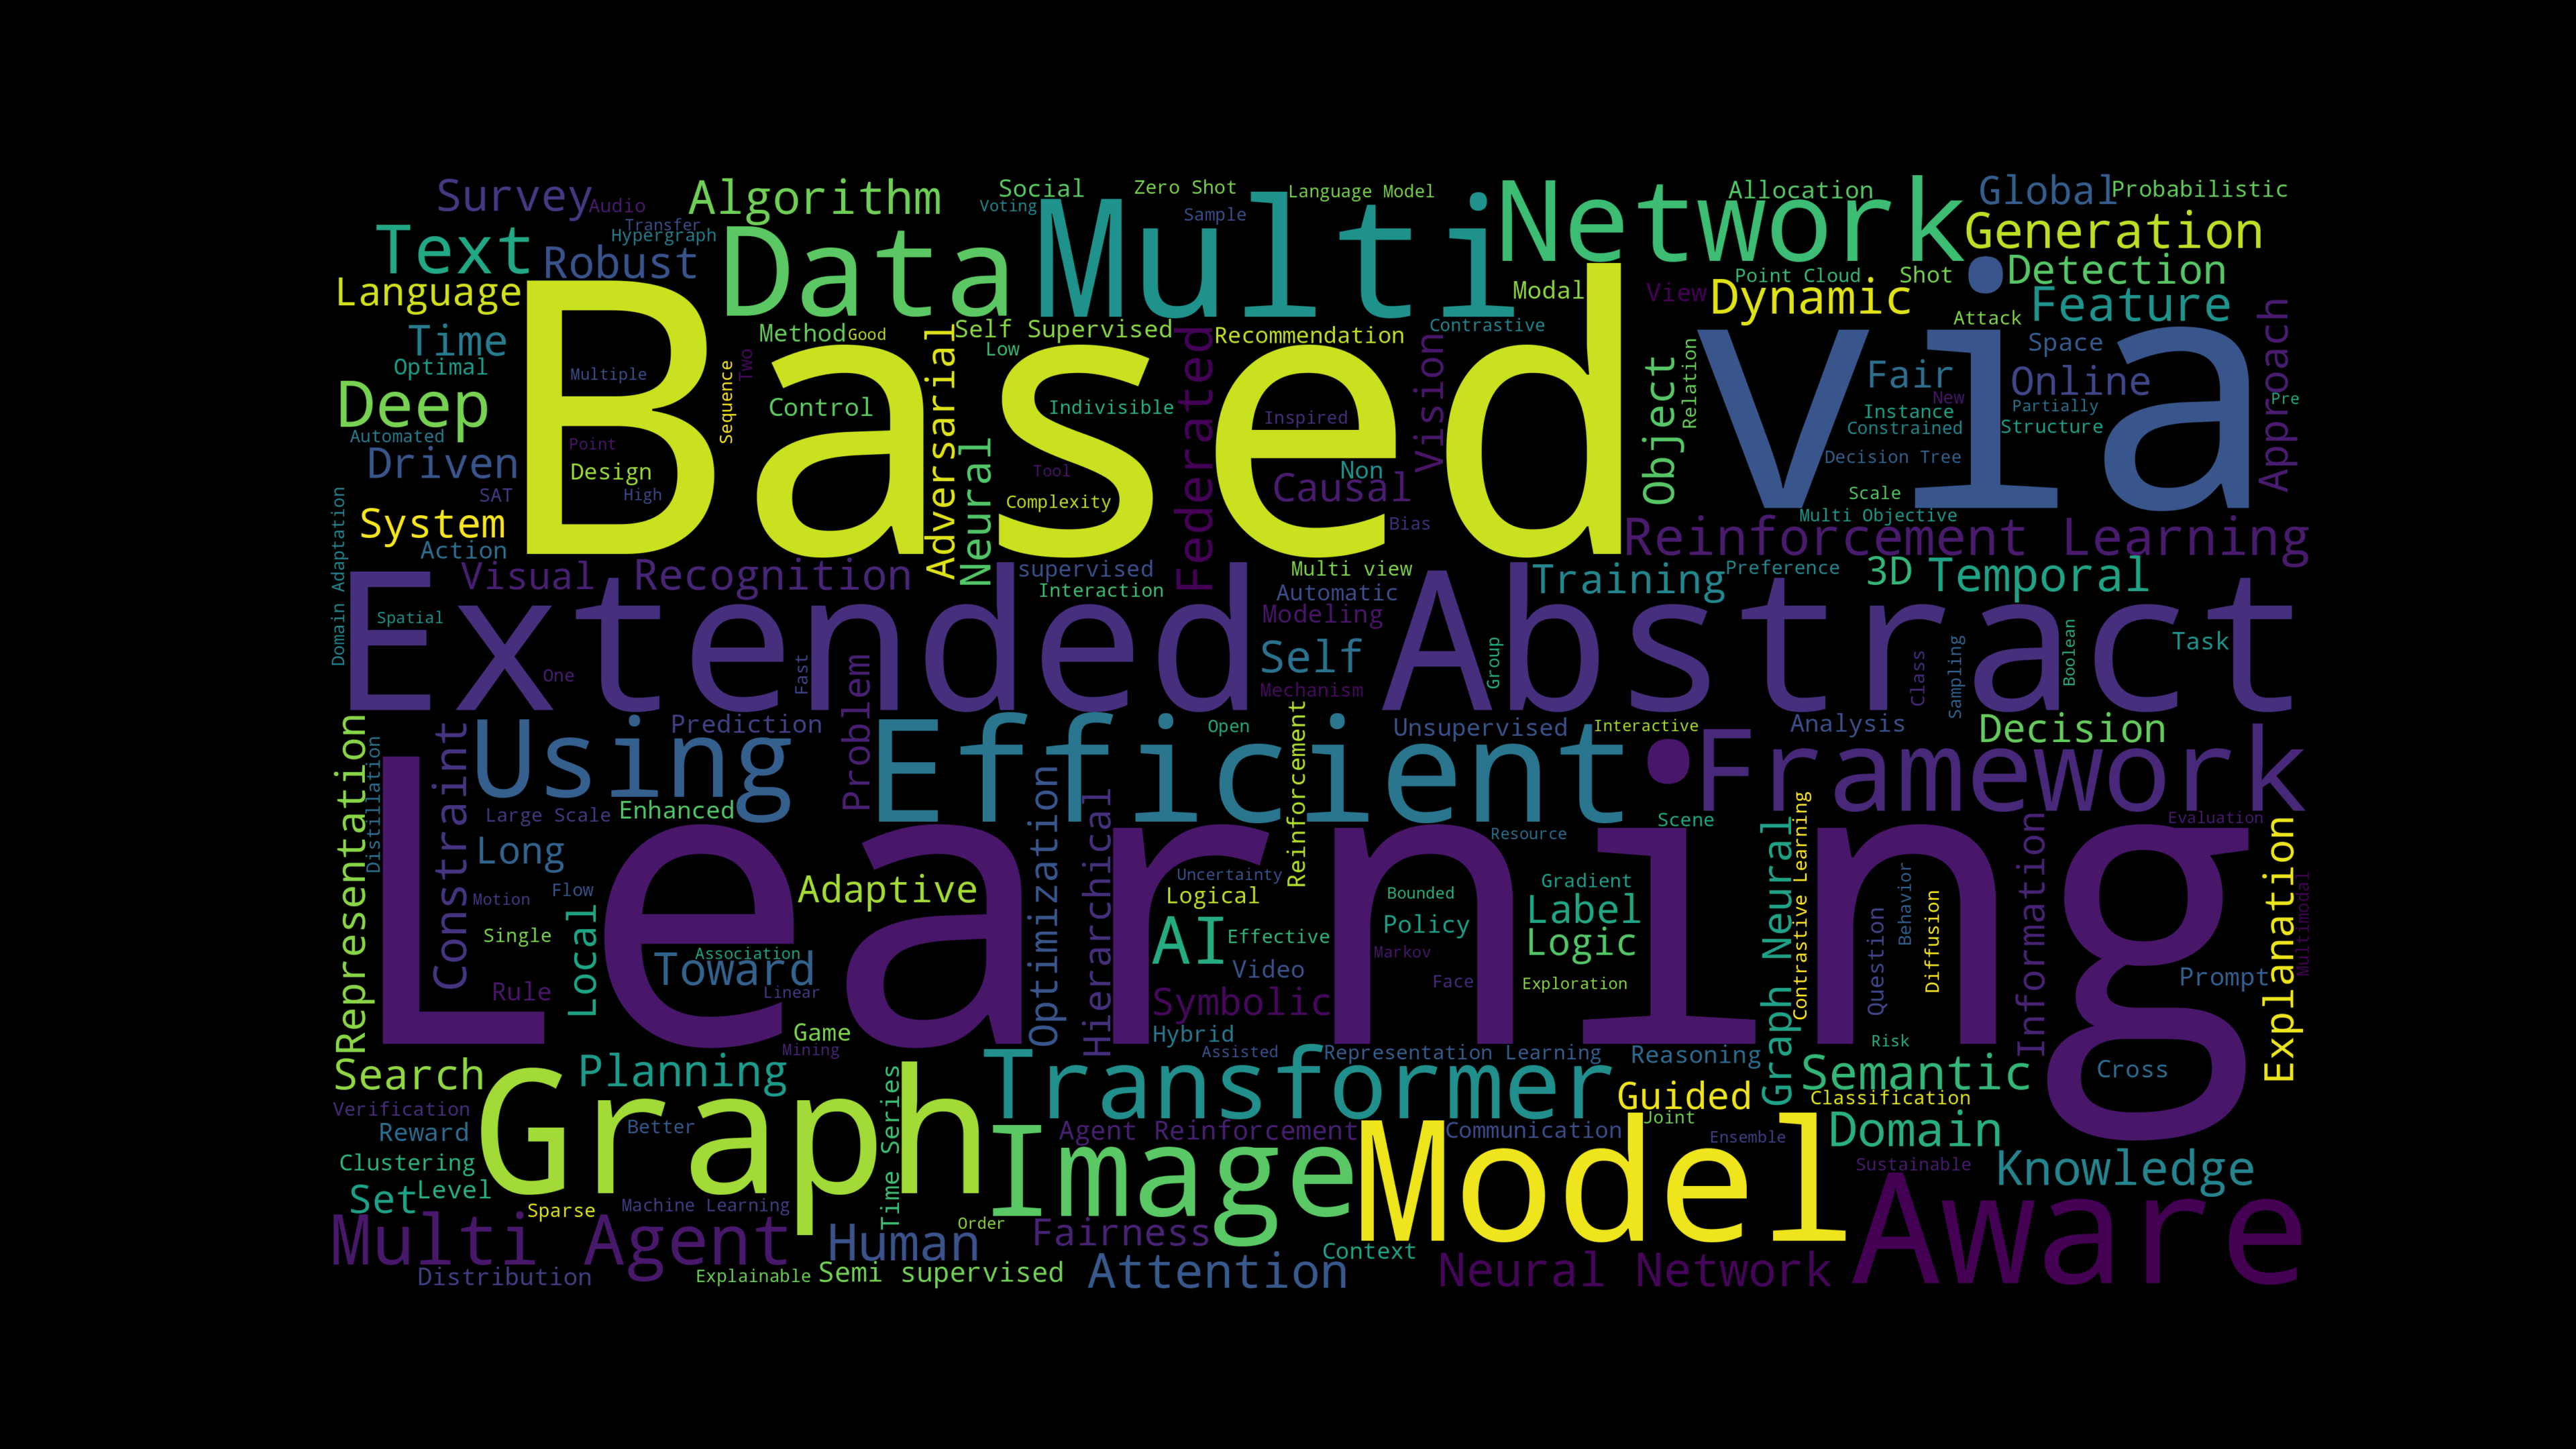 Survey
Audio
Algorithm
Social
Zero Shot
Language Model
Allocation
Global
Probabilistic
Voting
Sample
Transfer
Hypergraph
Text
Robust
Data
Multi
Network
Generation
Language
Modal
Point Cloud
Shot
Detection
View
Dynamic
Feature
Time
Method
Good
Self Supervised
Recommendation
Contrastive
Attack
Space
Approach
Optimal
Based
via
Low
Two
Multiple
Sequence
Adversarial
Federated
Vision
Object
Relation
Fair
Online
New
Pre
Deep
Control
Indivisible
Inspired
Instance
Partially
Constrained
Structure
Automated
Point
Neural
Driven
Design
Tool
Non
Causal
Decision Tree
SAT
High
Complexity
Scale
System
Bias
Multi Objective
Action
Reinforcement Learning
Domain Adaptation
Visual
Recognition
supervised
Multi view
Training
Preference
3D
Temporal
Interaction
Automatic
Extended
Abstract
Spatial
Modeling
Self
Group
Boolean
Task
One
Fast
Problem
Mechanism
Class
Sampling
Using
Prediction
Efficient
Open
Unsupervised
Interactive
Analysis
Decision
Framework
Representation
Distillation
Constraint
Large Scale
Enhanced
Optimization
Hierarchical
Reinforcement
Resource
Scene
Evaluation
Learning
Long
Motion
Flow
Adaptive
Uncertainty
Logical
Bounded
Gradient
Graph Neural
Contrastive Learning
Behavior
Information
Explanation
Multimodal
Single
Local
AI
Effective
Policy
Label
Logic
Question
Diffusion
Association
Toward
Video
Markov
Prompt
Rule
Linear
Symbolic
Face
Exploration
Game
Hybrid
Mining
Assisted
Representation Learning
Reasoning
Risk
Search
Planning
Transformer
Guided
Semantic
Cross
Verification
Graph
Time Series
Classification
Reward
Better
Image
Agent Reinforcement
Model
Communication
Joint
Ensemble
Domain
Clustering
Sustainable
Knowledge
Set
Level
Sparse
Machine Learning
Order
Fairness
Aware
Multi Agent
Human
Context
Distribution
Explainable
Semi supervised
Attention
Neural Network